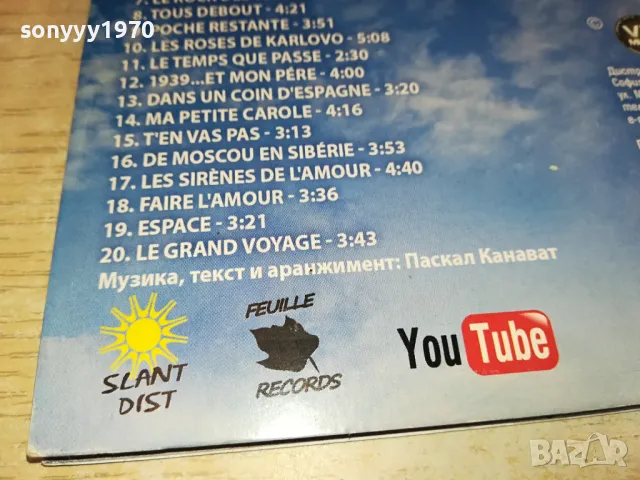 sonyyy1970
8. TOUS DEBOUT - 4:21
9. POCHE RESTANTE - 3:51
10. LES ROSES DE KARLOVO - 5:08
11. LE TEMPS QUE PASSE - 2:30
12. 1939...ET MON PÉRE - 4:00
13. DANS UN COIN D'ESPAGNE - 3:20
14. MA PETITE CAROLE - 4:16
15. T'EN VAS PAS - 3:13
16. DE MOSCOU EN SIBÉRIE - 3:53
17. LES SIRÈNES DE L'AMOUR - 4:40
18. FAIRE L'AMOUR - 3:36
19. ESPACE - 3:21
20. LE GRAND VOYAGE - 3:43
Музика, текст и аранжимент: Паскал Канават
SLANT
DIST
FEUILLE
RECORDS
You Tube
©
BAZAR